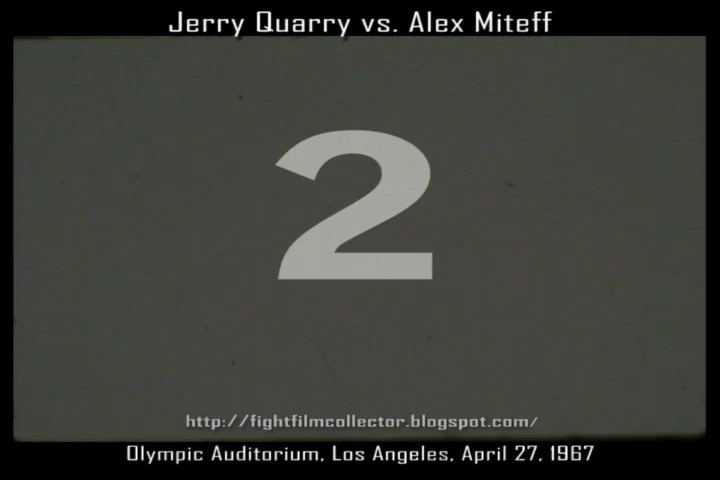 Jerry Quarry vs. Alex Miteff
2
http://fightfilmcollector.blogspot.com/
Olympic Auditorium, Los Angeles, April 27, 1967